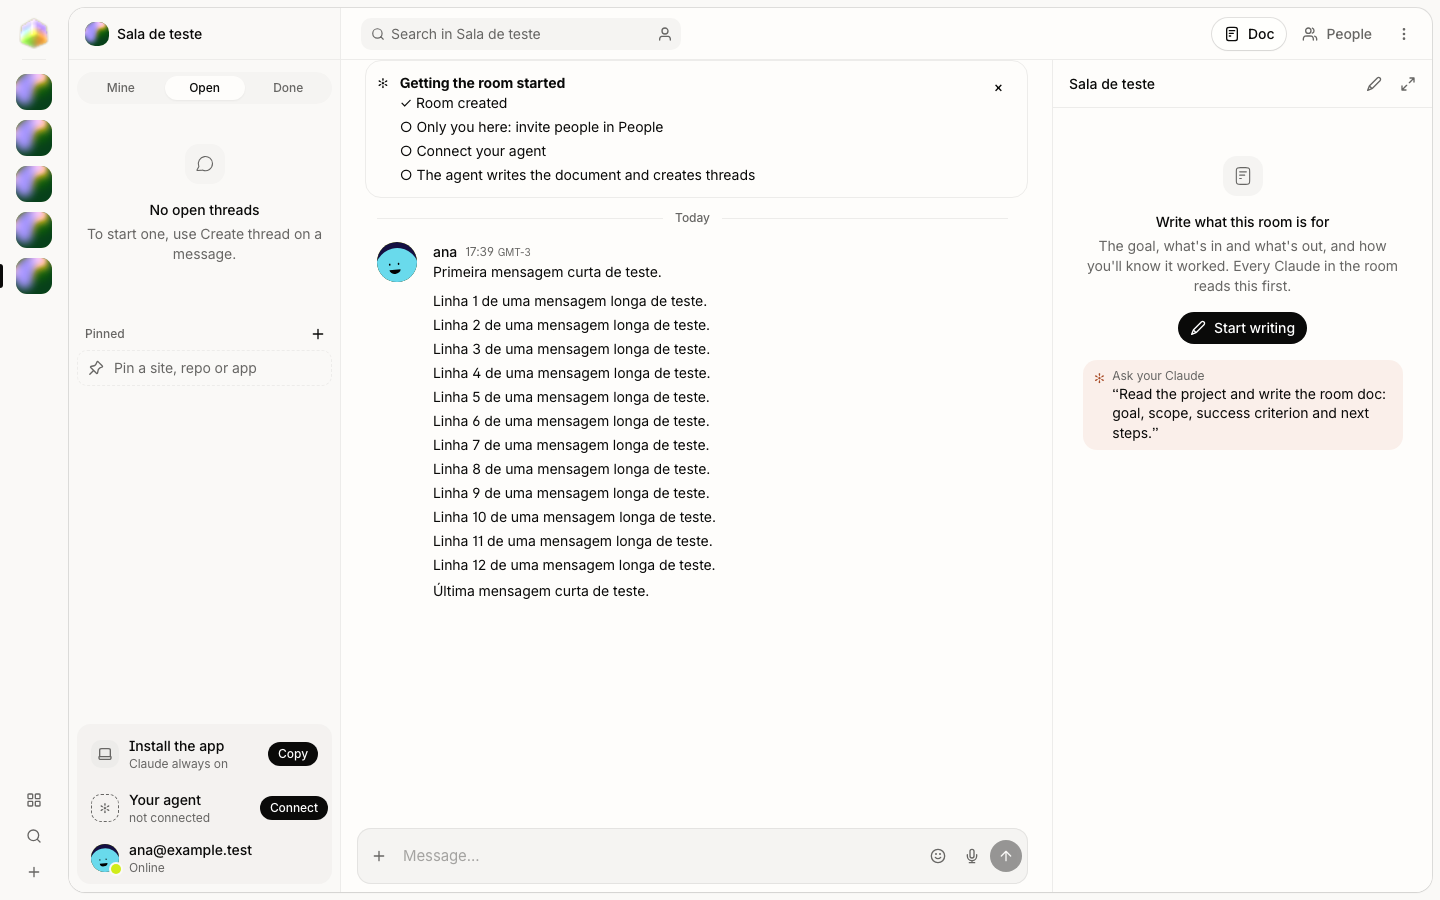 Sala de teste
Search in Sala de teste
Doc
People
Mine
Open
Done
No open threads
To start one, use Create thread on a
message.
Pinned
Pin a site, repo or app
Install the app
Claude always on
Copy
Your agent
not connected
Connect
ana@example.test
Online
Getting the room started
✓ Room created
Only you here: invite people in People
Connect your agent
The agent writes the document and creates threads
Today
ana 17:39 GMT-3
Primeira mensagem curta de teste.
Linha 1 de uma mensagem longa de teste.
Linha 2 de uma mensagem longa de teste.
Linha 3 de uma mensagem longa de teste.
Linha 4 de uma mensagem longa de teste.
Linha 5 de uma mensagem longa de teste.
Linha 6 de uma mensagem longa de teste.
Linha 7 de uma mensagem longa de teste.
Linha 8 de uma mensagem longa de teste.
Linha 9 de uma mensagem longa de teste.
Linha 10 de uma mensagem longa de teste.
Linha 11 de uma mensagem longa de teste.
Linha 12 de uma mensagem longa de teste.
Última mensagem curta de teste.
Message...
Sala de teste
Write what this room is for
The goal, what's in and what's out, and how
you'll know it worked. Every Claude in the room
reads this first.
Start writing
Ask your Claude
“Read the project and write the room doc:
goal, scope, success criterion and next
steps.”